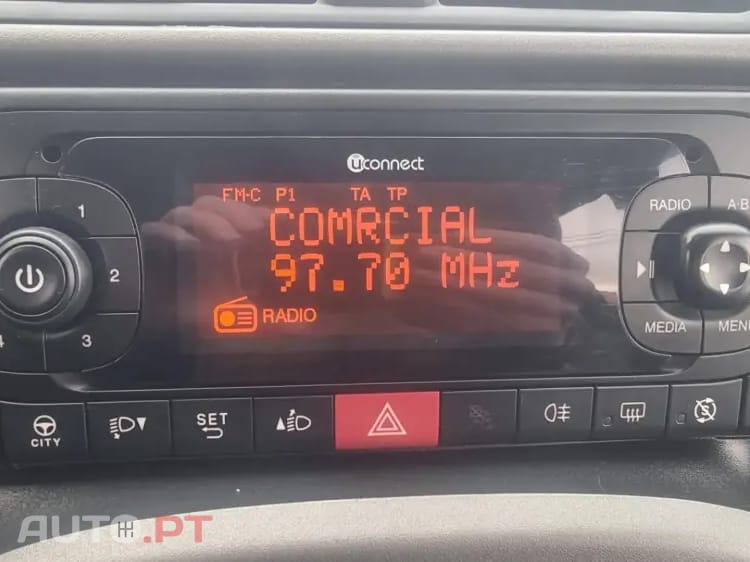 uconnect
FM-C P1 TA TP
COMRCIAL
97.70 MHz
RADIO
1
2
3
4
RADIO
A·B
MEDIA
MENU
CITY
SET
AUTO.PT